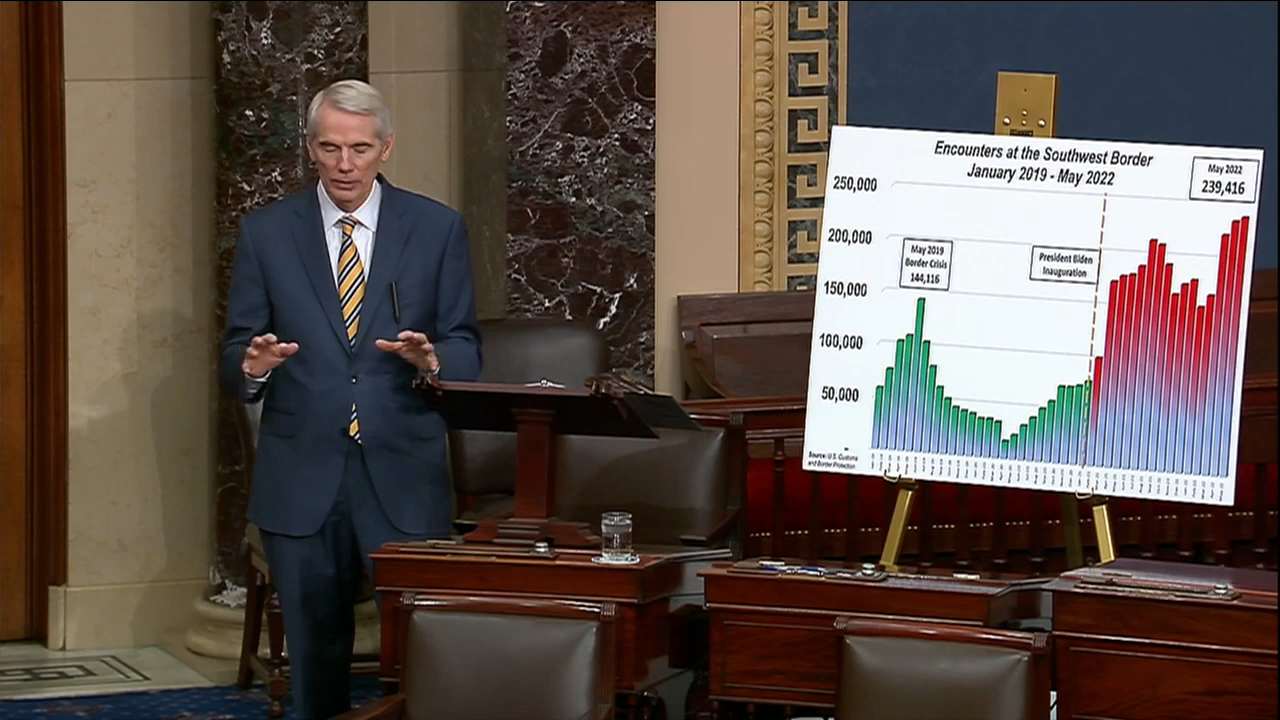 Encounters at the Southwest Border
January 2019 - May 2022
May 2022
239,416
250,000
200,000
150,000
100,000
50,000
May 2019
Border Crisis
144,116
President Biden
Inauguration
Source: U.S. Customs
and Border Protection